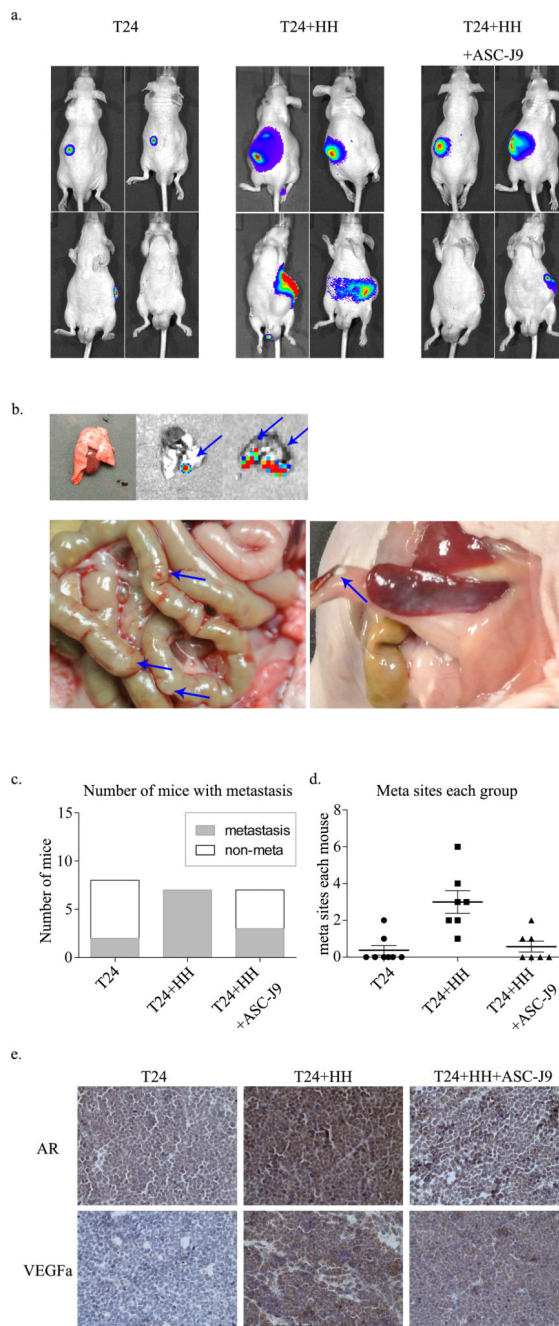 a.
T24
T24+HH
T24+HH
+ASC-J9
b.
c.
Number of mice with metastasis
Number of mice
15
10
5
0
metastasis
non-meta
T24
T24+HH
T24+HH
+ASC-J9
d.
Meta sites each group
meta sites each mouse
8
6
4
2
0
T24
T24+HH
T24+HH
+ASC-J9
e.
T24
T24+HH
T24+HH+ASC-J9
AR
VEGFa